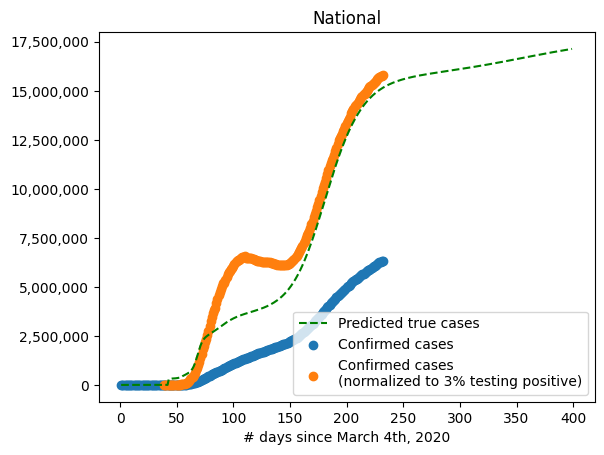 National
17,500,000
15,000,000
12,500,000
10,000,000
7,500,000
5,000,000
2,500,000
0
Predicted true cases
Confirmed cases
Confirmed cases
(normalized to 3% testing positive)
0 50 100 150 200 250 300 350 400
# days since March 4th, 2020